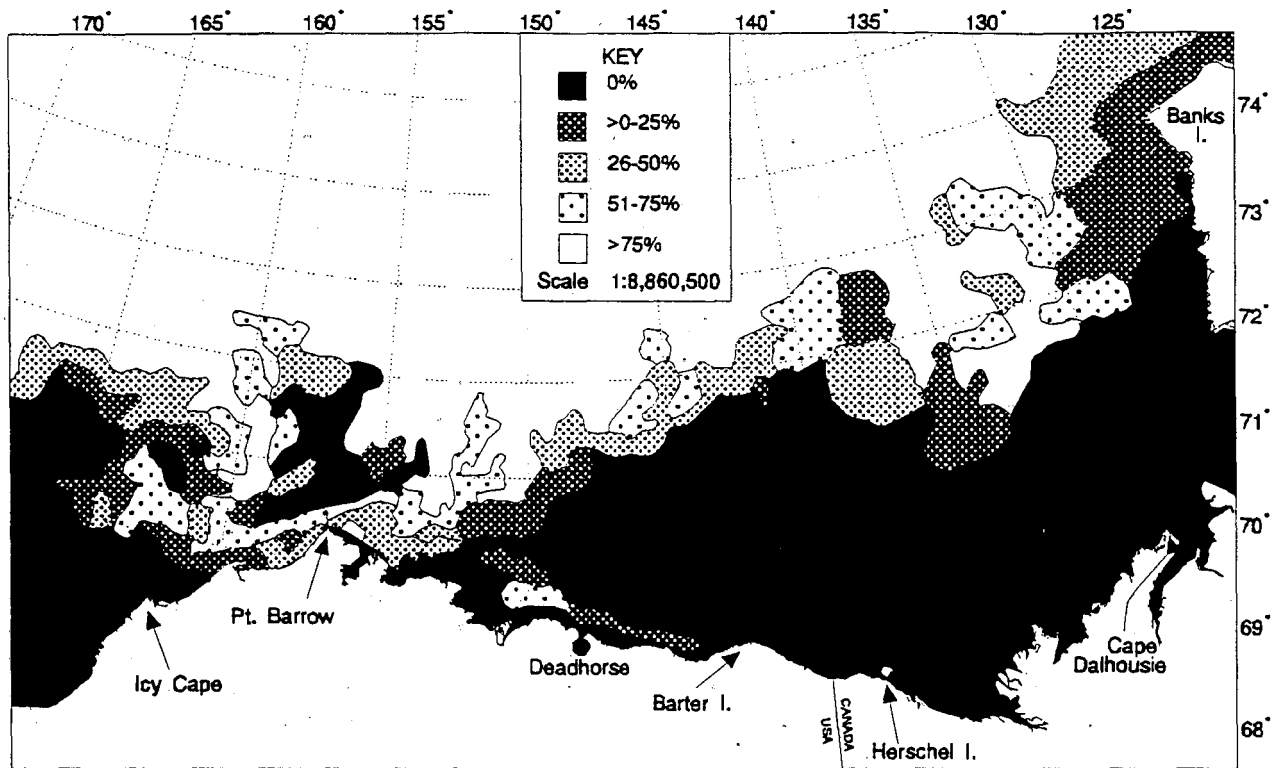 170° 165° 160° 155° 150° 145° 140° 135° 130° 125°
KEY
0%
>0-25%
26-50%
51-75%
>75%
Scale 1:8,860,500
74°
Banks
I.
73°
72°
71°
70°
69°
68°
Pt. Barrow
Icy Cape
Deadhorse
Barter I.
CANADA
USA
Herschel I.
Cape
Dalhousie